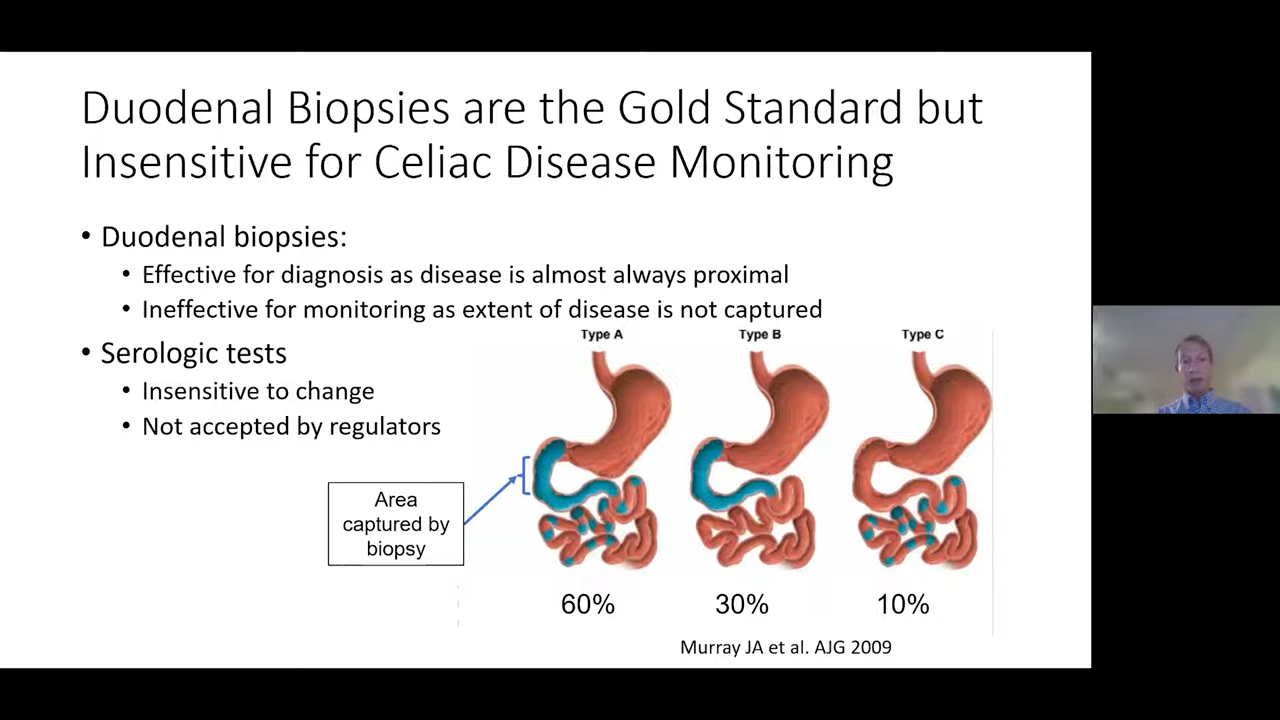 Duodenal Biopsies are the Gold Standard but
Insensitive for Celiac Disease Monitoring
• Duodenal biopsies:
• Effective for diagnosis as disease is almost always proximal
• Ineffective for monitoring as extent of disease is not captured
• Serologic tests
• Insensitive to change
• Not accepted by regulators
Type A
Type B
Type C
Area
captured by
biopsy
60%
30%
10%
Murray JA et al. AJG 2009